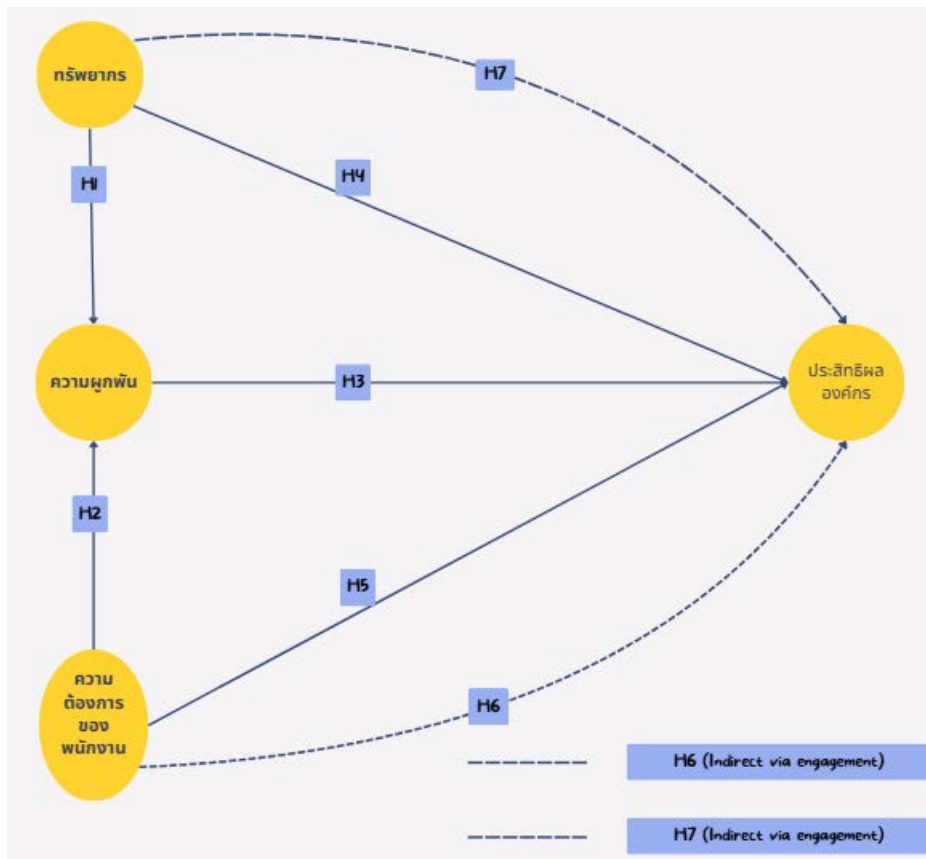 ทรัพยากร
H7
H1
H4
ความผูกพัน
H3
ประสิทธิผล
องค์กร
H2
H5
ความ
ต้องการ
ของ
พนักงาน
H6
H6 (Indirect via engagement)
H7 (Indirect via engagement)